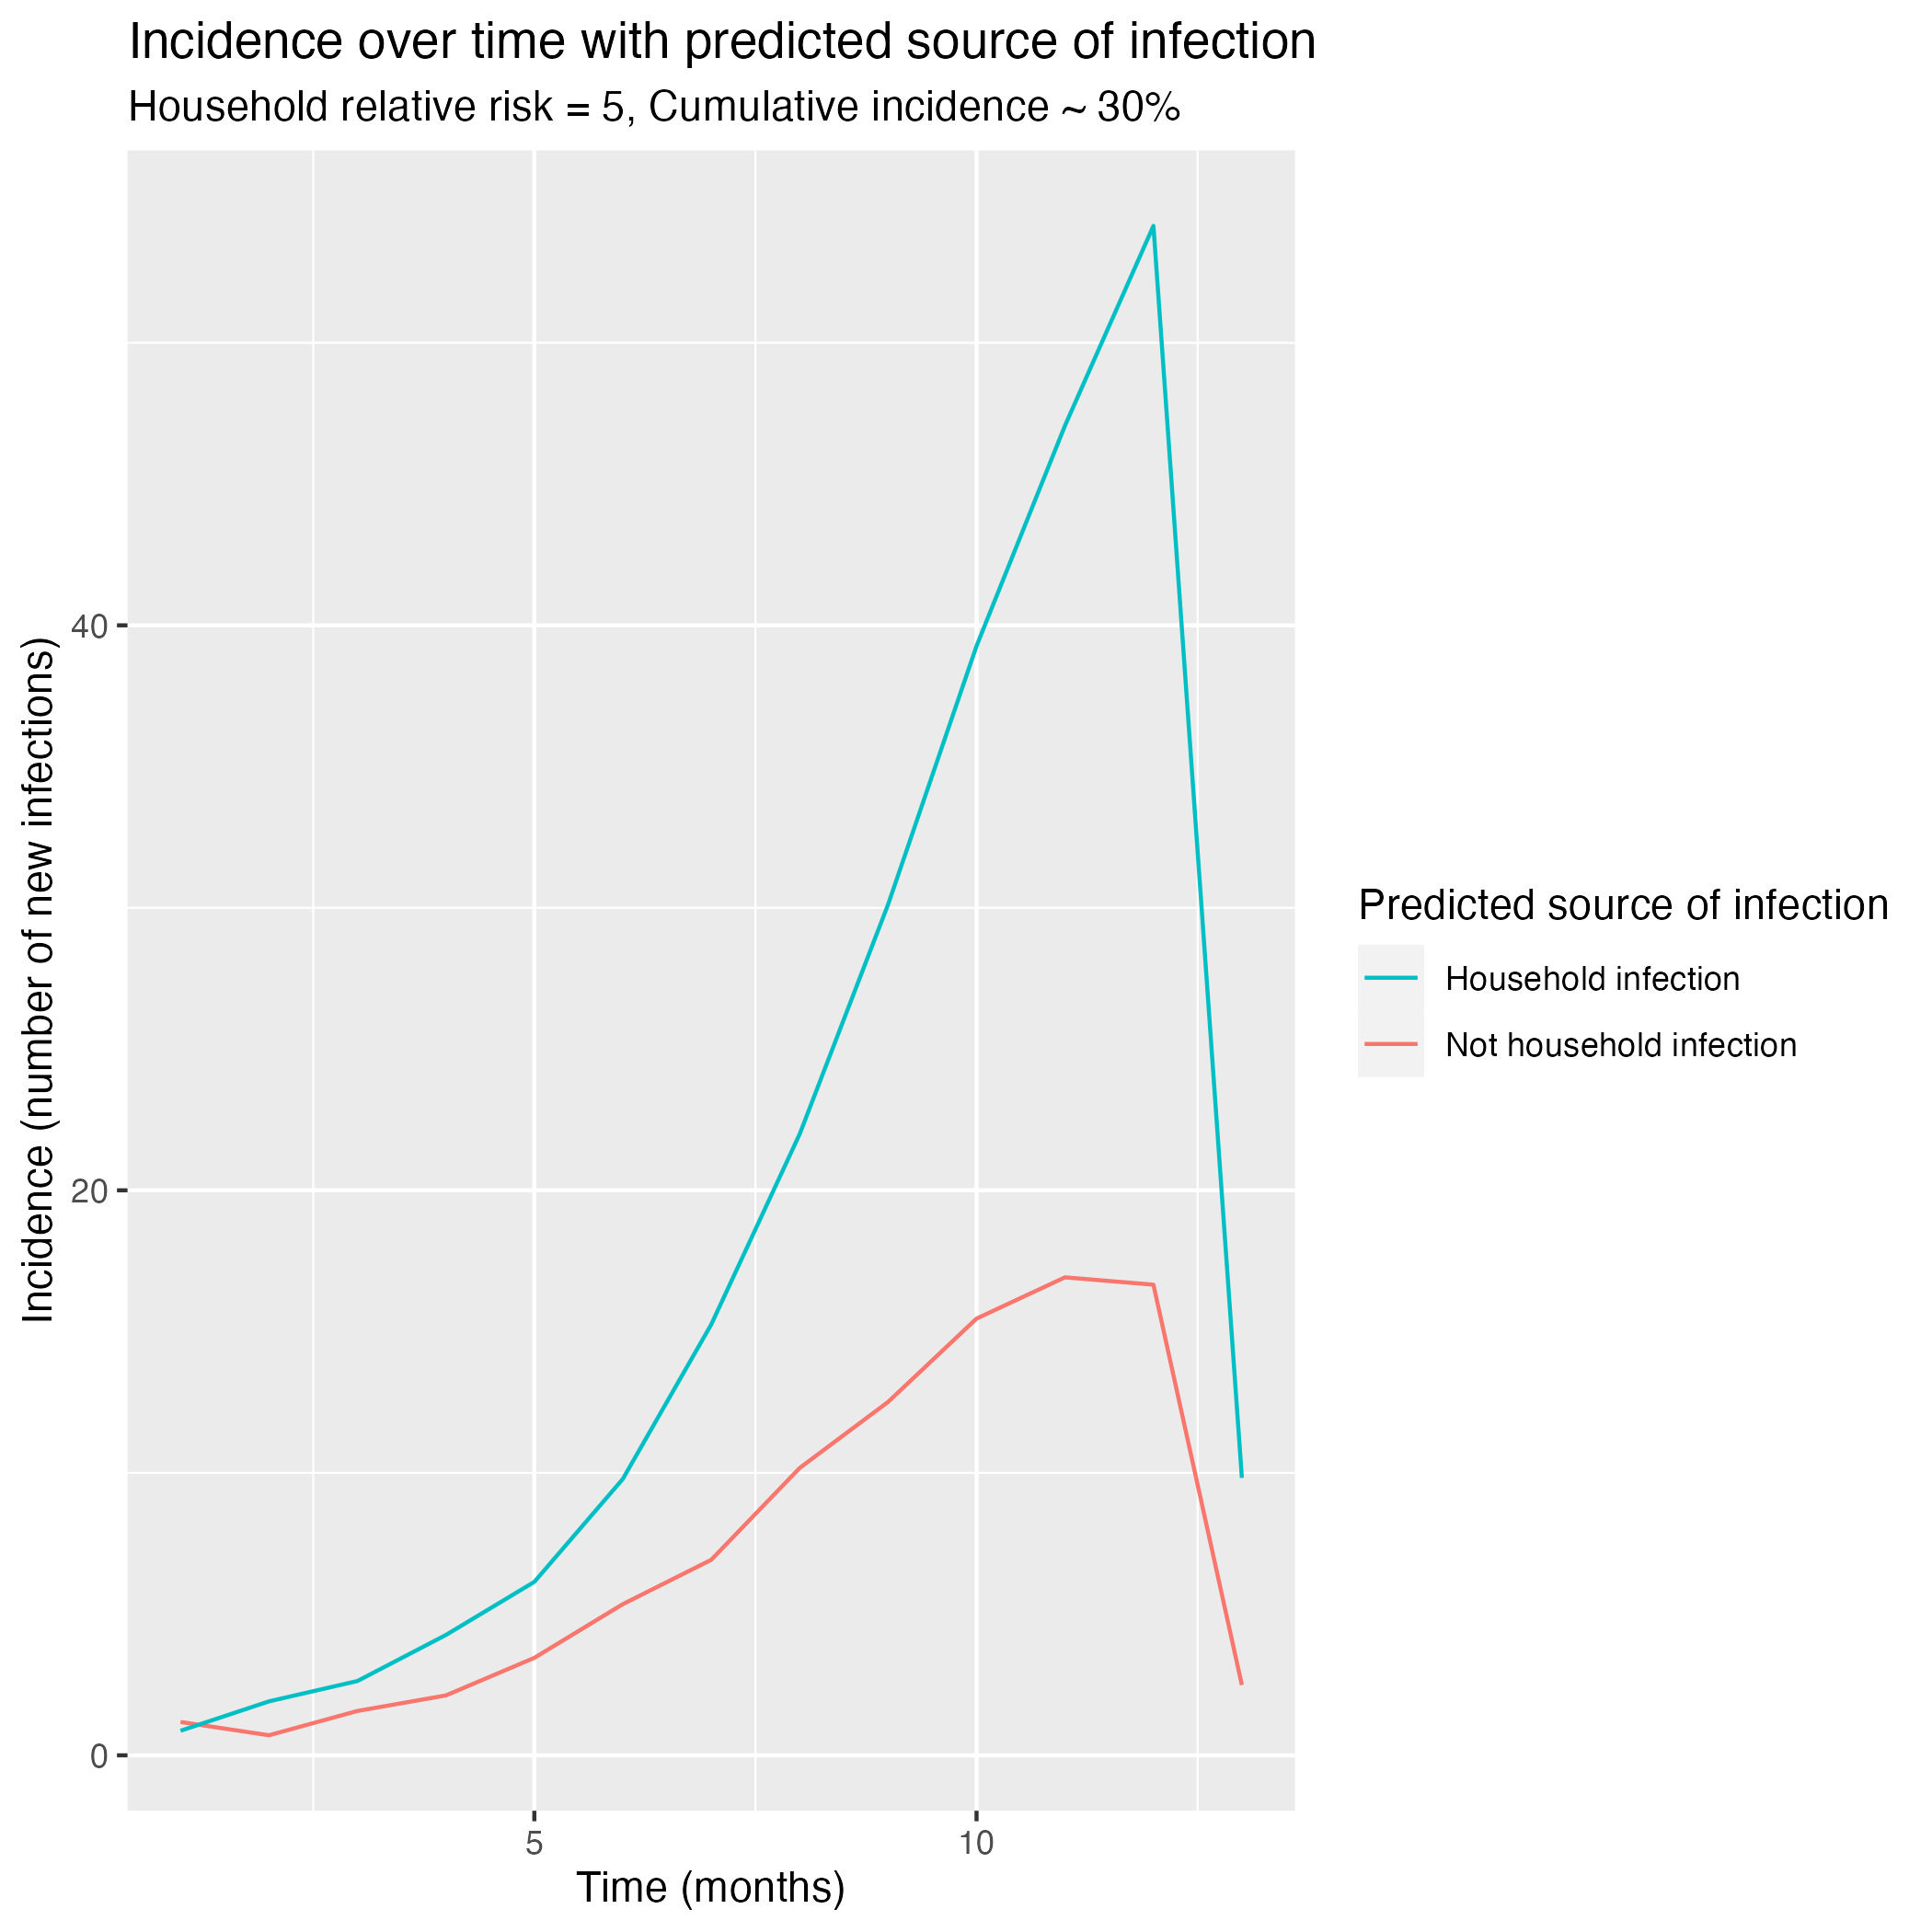 Incidence over time with predicted source of infection
Household relative risk = 5, Cumulative incidence ~ 30%
Incidence (number of new infections)
40
20
0
5
10
Time (months)
Predicted source of infection
Household infection
Not household infection